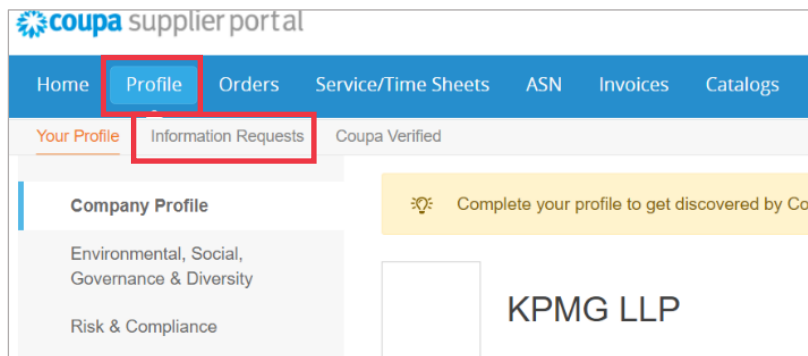 coupa supplier portal
Home Profile Orders Service/Time Sheets ASN Invoices Catalogs
Your Profile Information Requests Coupa Verified
Company Profile
Complete your profile to get discovered by Co
Environmental, Social,
Governance & Diversity
KPMG LLP
Risk & Compliance